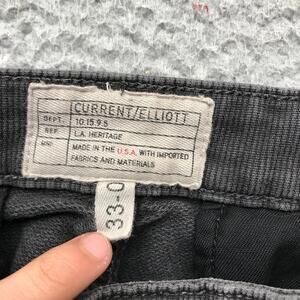 CURRENT/ELLIOTT
DEPT. 10.15.9.5
REF. L.A. HERITAGE
MADE IN THE U.S.A. WITH IMPORTED
FABRICS AND MATERIALS
33-0